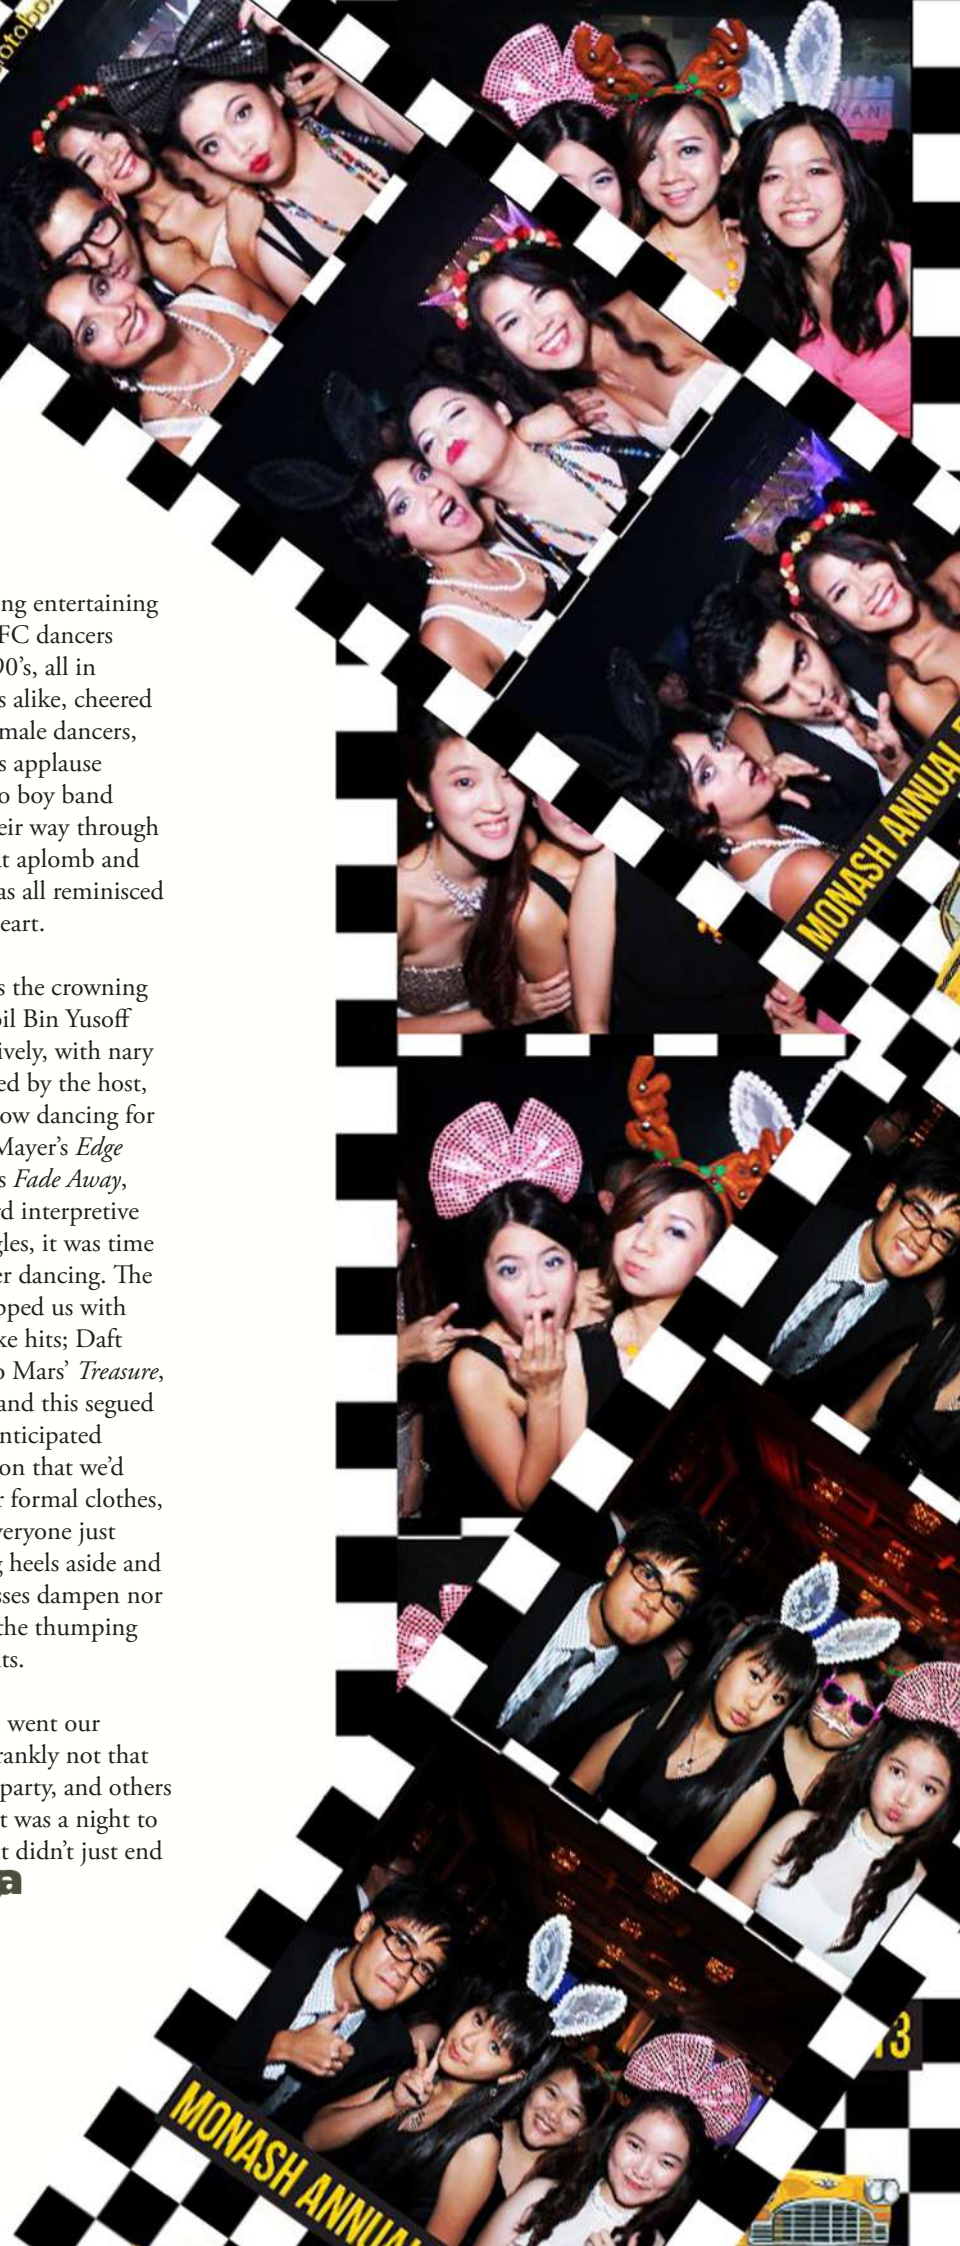 ng entertaining
FC dancers
90’s, all in
s alike, cheered
male dancers,
s applause
o boy band
eir way through
t aplomb and
as all reminisced
eart.
s the crowning
oil Bin Yusoff
ively, with nary
ed by the host,
ow dancing for
Mayer’s Edge
s Fade Away,
d interpretive
gles, it was time
er dancing. The
pped us with
ke hits; Daft
o Mars’ Treasure,
and this segued
nticipated
on that we’d
r formal clothes,
veryone just
g heels aside and
sses dampen nor
the thumping
ts.
went our
rankly not that
party, and others
t was a night to
t didn’t just end
a
MONASH ANNUAL
13
MONASH ANNUAL